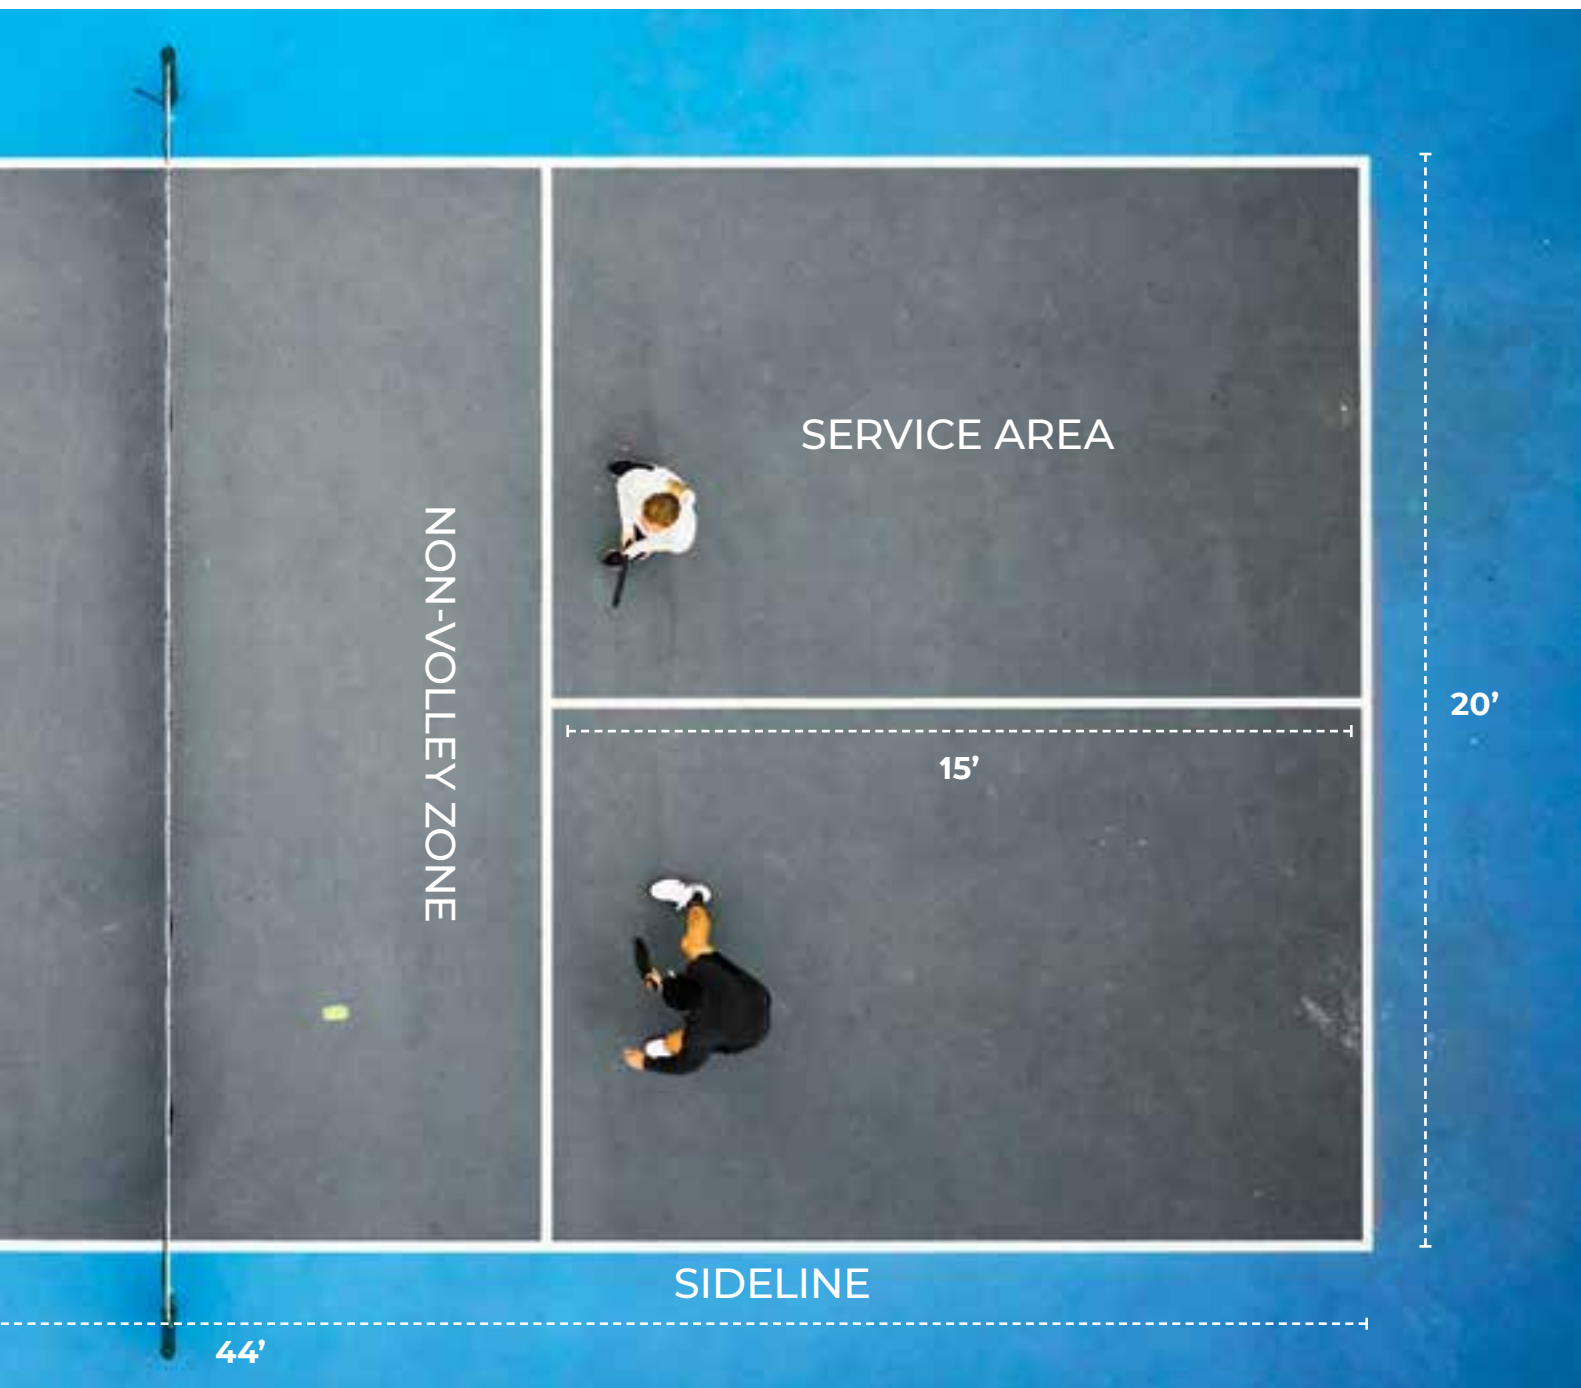 SERVICE AREA
NON-VOLLEY ZONE
20’
15’
SIDELINE
44’